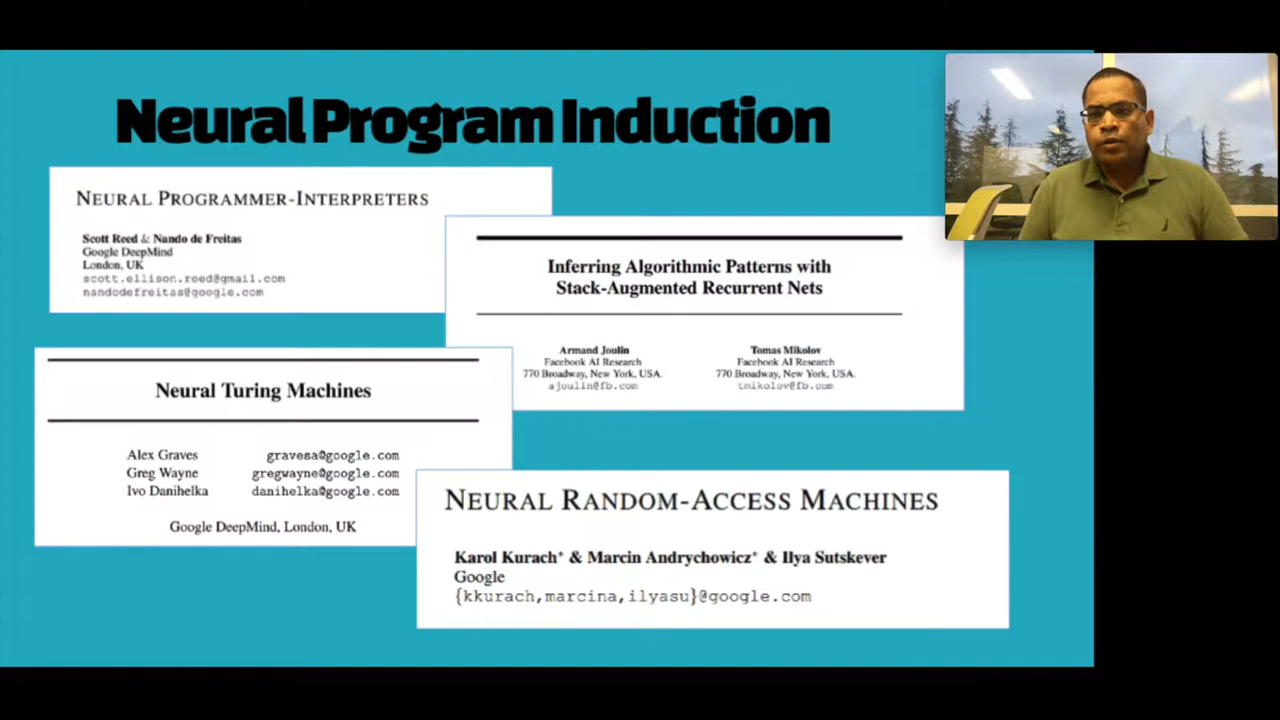 Neural Program Induction
NEURAL PROGRAMMER-INTERPRETERS
Scott Reed & Nando de Freitas
Google DeepMind
London, UK
scott.ellison.reed@gmail.com
nandodefreitas@google.com
Inferring Algorithmic Patterns with
Stack-Augmented Recurrent Nets
Armand Joulin
Facebook AI Research
770 Broadway, New York, USA.
ajoulin@fb.com
Tomas Mikolov
Facebook AI Research
770 Broadway, New York, USA.
tmikolov@fb.com
Neural Turing Machines
Alex Graves gravesa@google.com
Greg Wayne gregwayne@google.com
Ivo Danihelka danihelka@google.com
Google DeepMind, London, UK
NEURAL RANDOM-ACCESS MACHINES
Karol Kurach* & Marcin Andrychowicz* & Ilya Sutskever
Google
{kkurach,marcina,ilyasu}@google.com